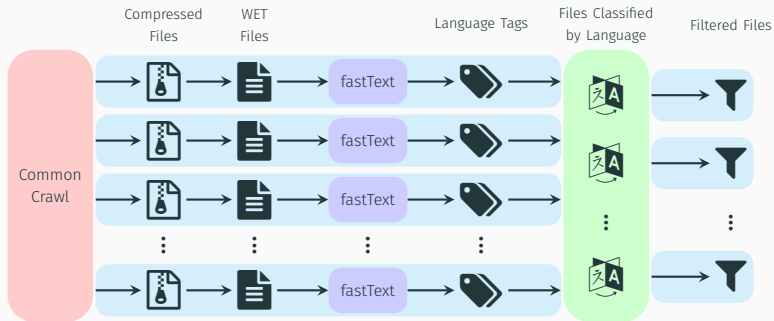 Compressed
Files
WET
Files
Language Tags
Files Classified
by Language
Filtered Files
Common
Crawl
fastText
fastText
fastText
fastText